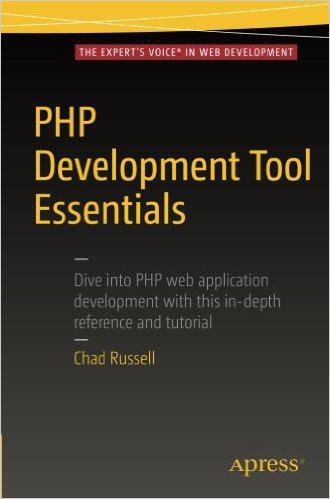 THE EXPERT'S VOICE® IN WEB DEVELOPMENT
PHP
Development Tool
Essentials
Dive into PHP web application
development with this in-depth
reference and tutorial
Chad Russell
Apress®